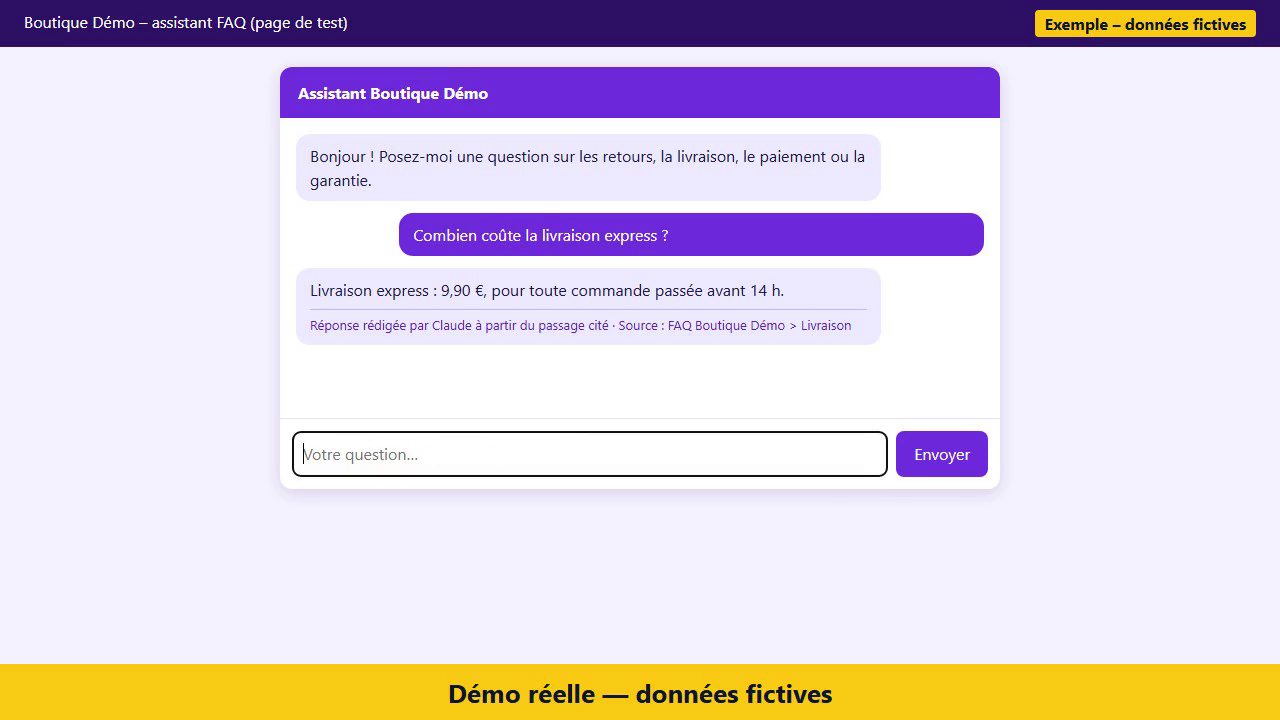 Boutique Démo – assistant FAQ (page de test)
Exemple – données fictives
Assistant Boutique Démo
Bonjour ! Posez-moi une question sur les retours, la livraison, le paiement ou la
garantie.
Combien coûte la livraison express ?
Livraison express : 9,90 €, pour toute commande passée avant 14 h.
Réponse rédigée par Claude à partir du passage cité · Source : FAQ Boutique Démo > Livraison
Votre question...
Envoyer
Démo réelle — données fictives